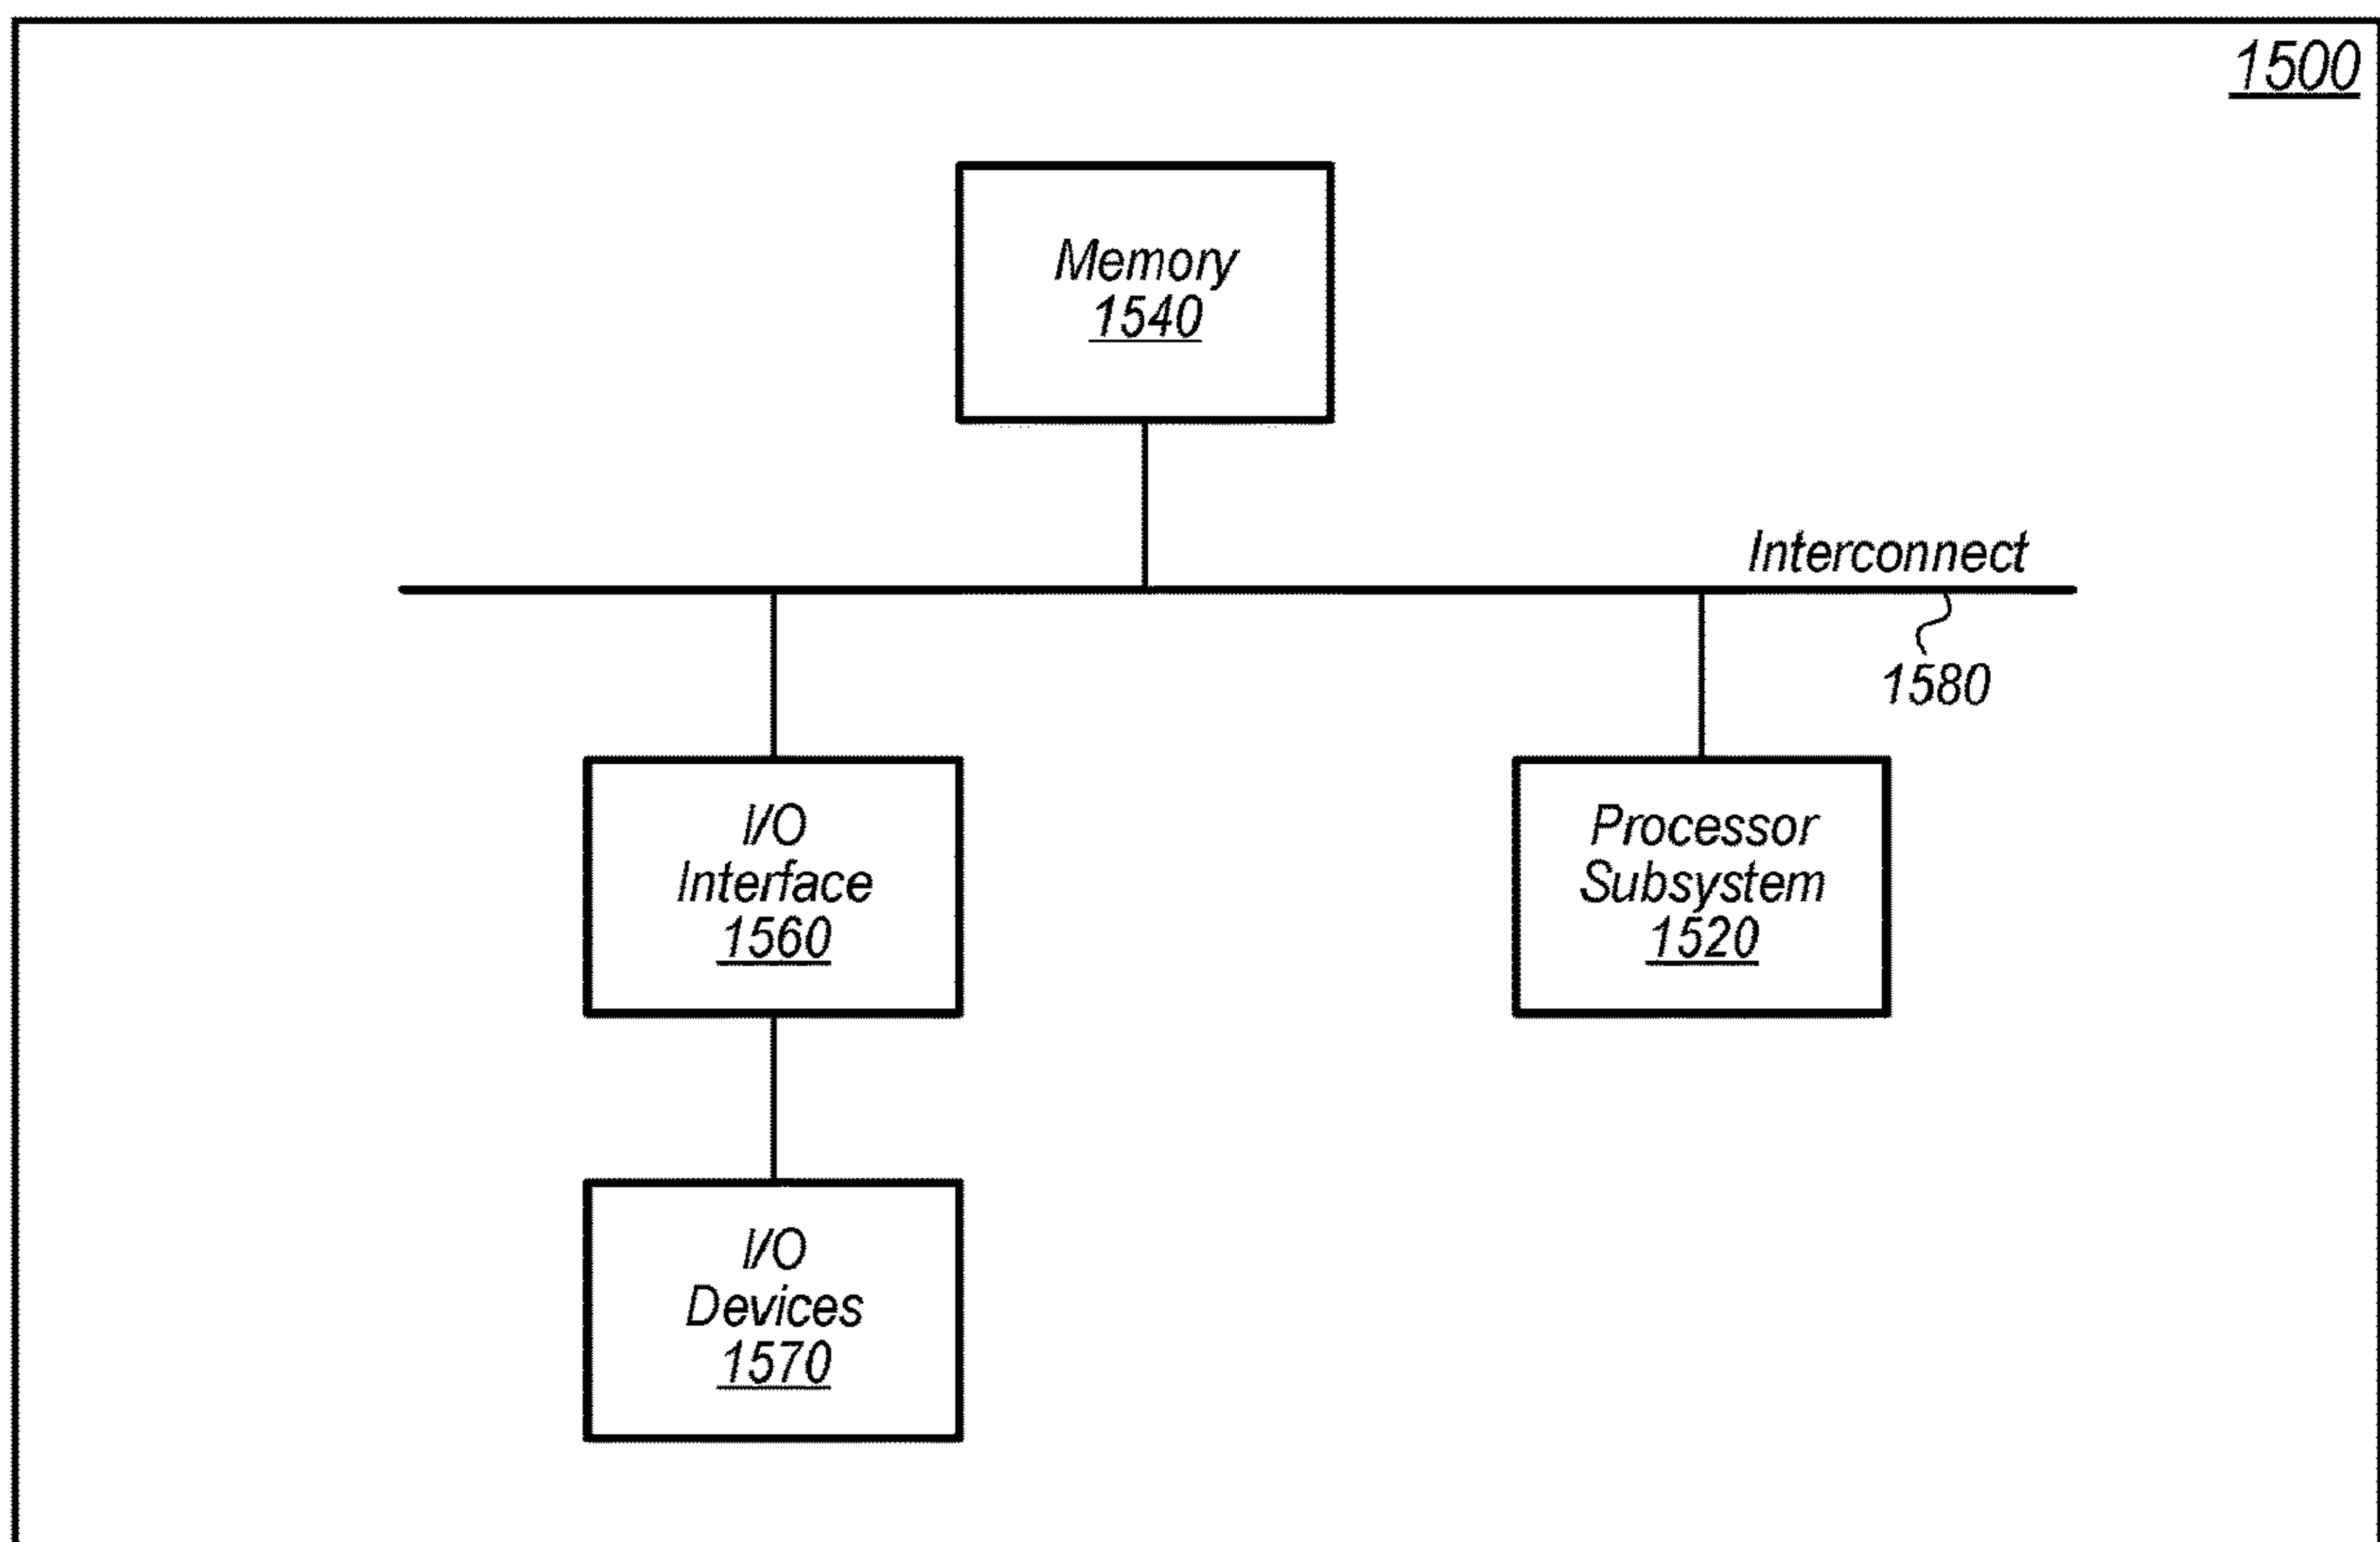 1500
Memory
1540
Interconnect
1580
I/O
Interface
1560
Processor
Subsystem
1520
I/O
Devices
1570